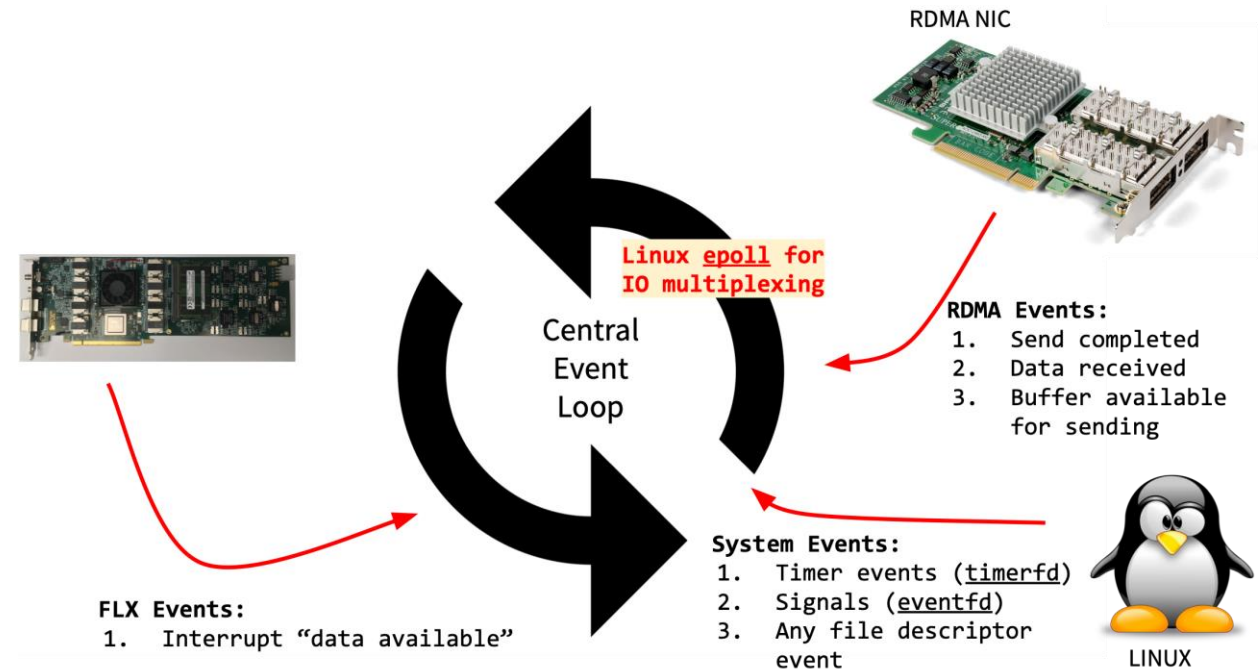 RDMA NIC
Linux epoll for
IO multiplexing
Central
Event
Loop
RDMA Events:
1. Send completed
2. Data received
3. Buffer available
for sending
System Events:
1. Timer events (timerfd)
2. Signals (eventfd)
3. Any file descriptor
event
FLX Events:
1. Interrupt “data available”
LINUX